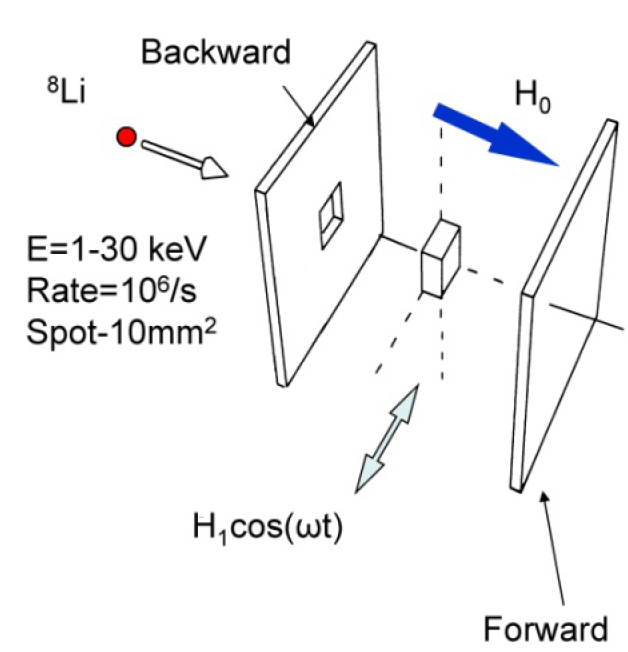 Backward
⁸Li
H₀
E=1-30 keV
Rate=10⁶/s
Spot-10mm²
H₁cos(ωt)
Forward